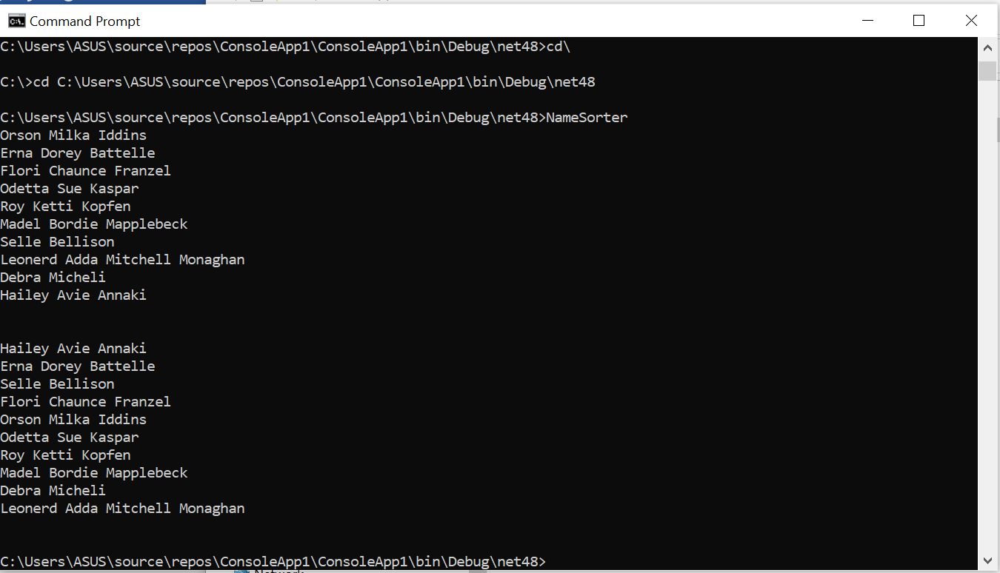 Command Prompt
C:\Users\ASUS\source\repos\ConsoleApp1\ConsoleApp1\bin\Debug\net48>cd\
C:\>cd C:\Users\ASUS\source\repos\ConsoleApp1\ConsoleApp1\bin\Debug\net48
C:\Users\ASUS\source\repos\ConsoleApp1\ConsoleApp1\bin\Debug\net48>NameSorter
Orson Milka Iddins
Erna Dorey Battelle
Flori Chaunce Franzel
Odetta Sue Kaspar
Roy Ketti Kopfen
Madel Bordie Mapplebeck
Selle Bellison
Leonerd Adda Mitchell Monaghan
Debra Micheli
Hailey Avie Annaki
Hailey Avie Annaki
Erna Dorey Battelle
Selle Bellison
Flori Chaunce Franzel
Orson Milka Iddins
Odetta Sue Kaspar
Roy Ketti Kopfen
Madel Bordie Mapplebeck
Debra Micheli
Leonerd Adda Mitchell Monaghan
C:\Users\ASUS\source\repos\ConsoleApp1\ConsoleApp1\bin\Debug\net48>
Network